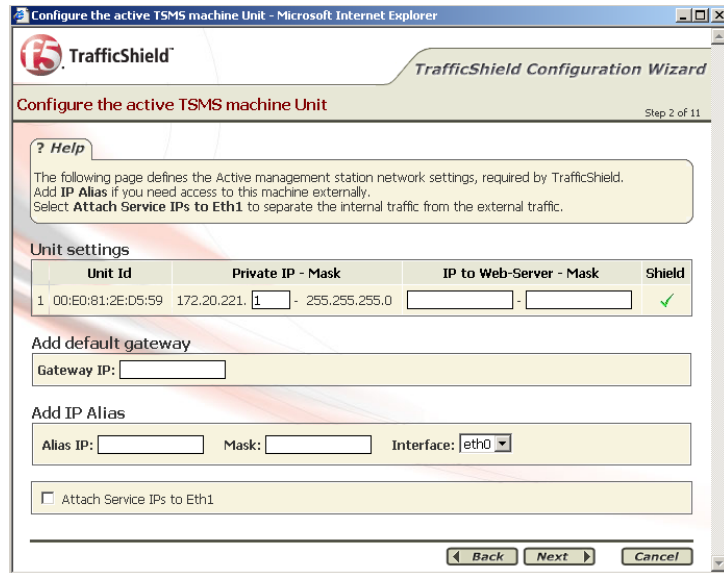 Configure the active TSMS machine Unit - Microsoft Internet Explorer
f5
TrafficShield™
TrafficShield Configuration Wizard
Configure the active TSMS machine Unit
Step 2 of 11
? Help
The following page defines the Active management station network settings, required by TrafficShield.
Add IP Alias if you need access to this machine externally.
Select Attach Service IPs to Eth1 to separate the internal traffic from the external traffic.
Unit settings
Unit Id Private IP - Mask IP to Web-Server - Mask Shield
1 00:E0:81:2E:D5:59 172.20.221. 1 - 255.255.255.0 -
Add default gateway
Gateway IP:
Add IP Alias
Alias IP: Mask: Interface: eth0
Attach Service IPs to Eth1
Back Next Cancel